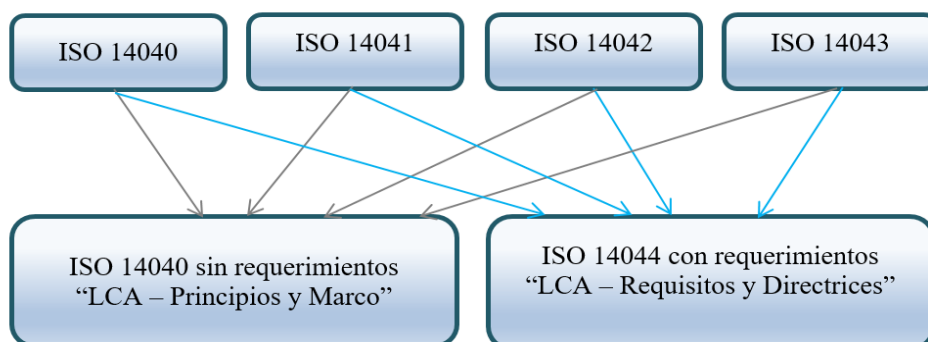 ISO 14040
ISO 14041
ISO 14042
ISO 14043
ISO 14040 sin requerimientos
“LCA – Principios y Marco”
ISO 14044 con requerimientos
“LCA – Requisitos y Directrices”